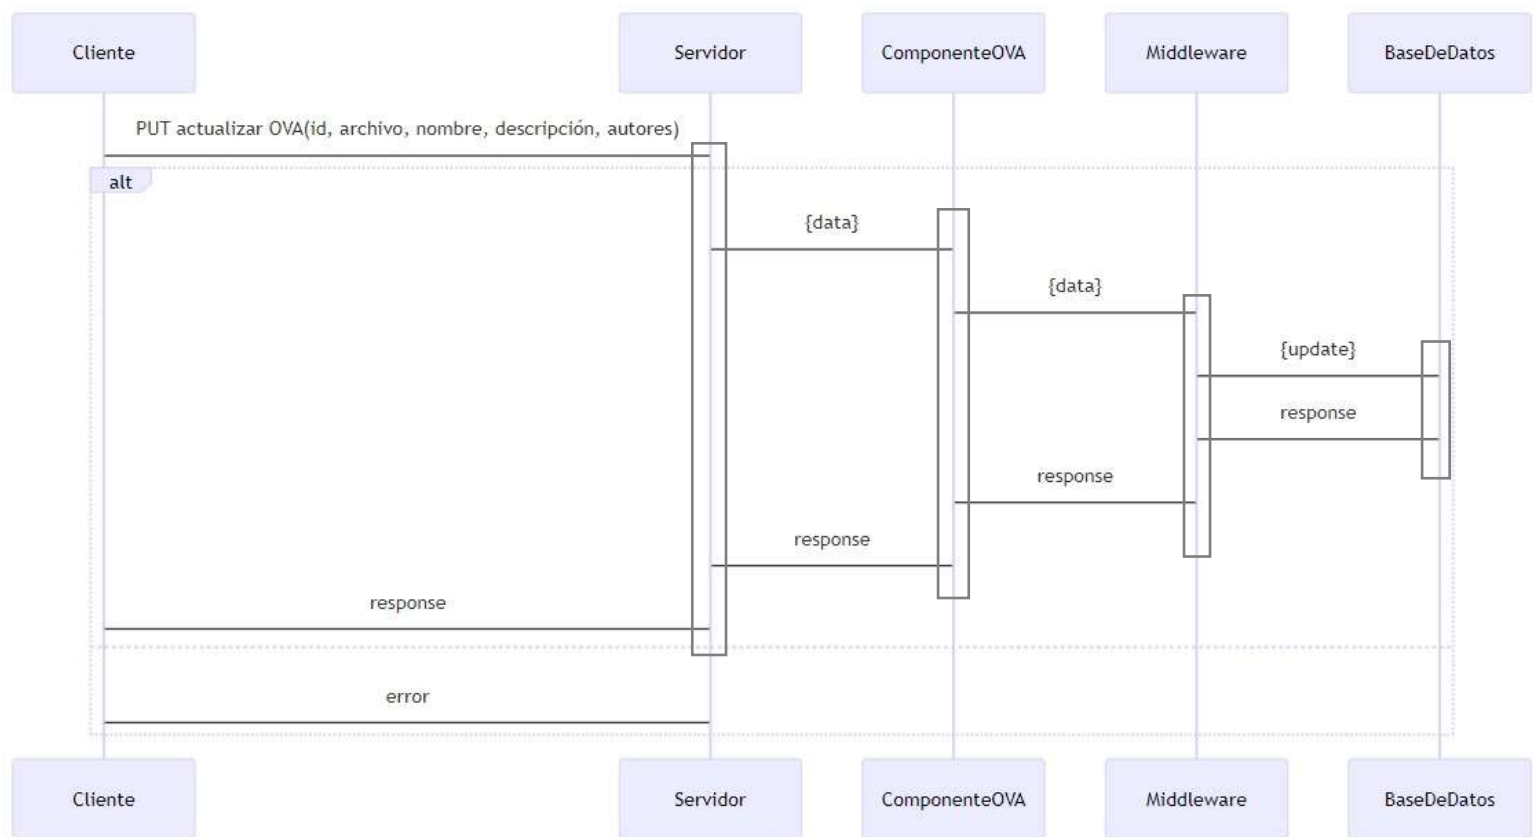 Cliente
Servidor
ComponenteOVA
Middleware
BaseDeDatos
PUT actualizar OVA(id, archivo, nombre, descripción, autores)
alt
{data}
{data}
{update}
response
response
response
response
error
Cliente
Servidor
ComponenteOVA
Middleware
BaseDeDatos